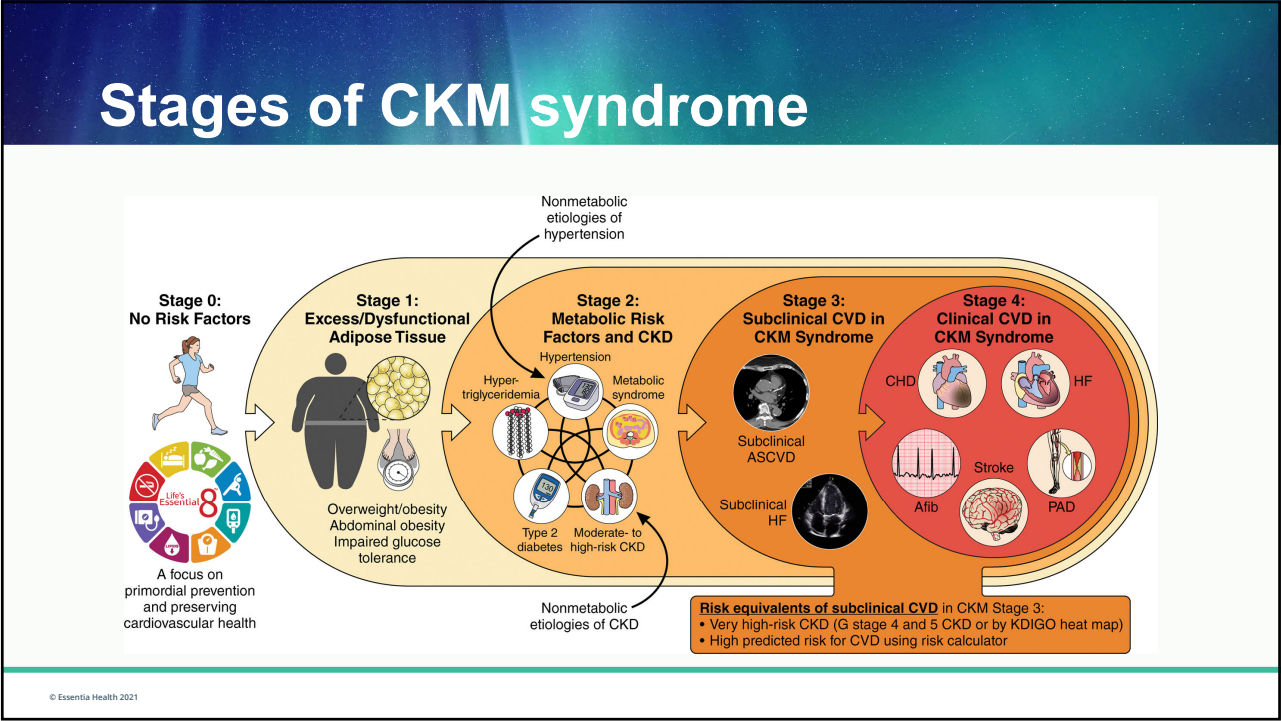 Stages of CKM syndrome
Nonmetabolic
etiologies of
hypertension
Stage 0:
No Risk Factors
Life's
Essential
8™
A focus on
primordial prevention
and preserving
cardiovascular health
Stage 1:
Excess/Dysfunctional
Adipose Tissue
Overweight/obesity
Abdominal obesity
Impaired glucose
tolerance
Stage 2:
Metabolic Risk
Factors and CKD
Hypertension
Hyper-
triglyceridemia
Metabolic
syndrome
130
Type 2
diabetes
Moderate- to
high-risk CKD
Nonmetabolic
etiologies of CKD
Stage 3:
Subclinical CVD in
CKM Syndrome
Subclinical
ASCVD
Subclinical
HF
Stage 4:
Clinical CVD in
CKM Syndrome
CHD
HF
Afib
Stroke
PAD
Risk equivalents of subclinical CVD in CKM Stage 3:
• Very high-risk CKD (G stage 4 and 5 CKD or by KDIGO heat map)
• High predicted risk for CVD using risk calculator
© Essentia Health 2021